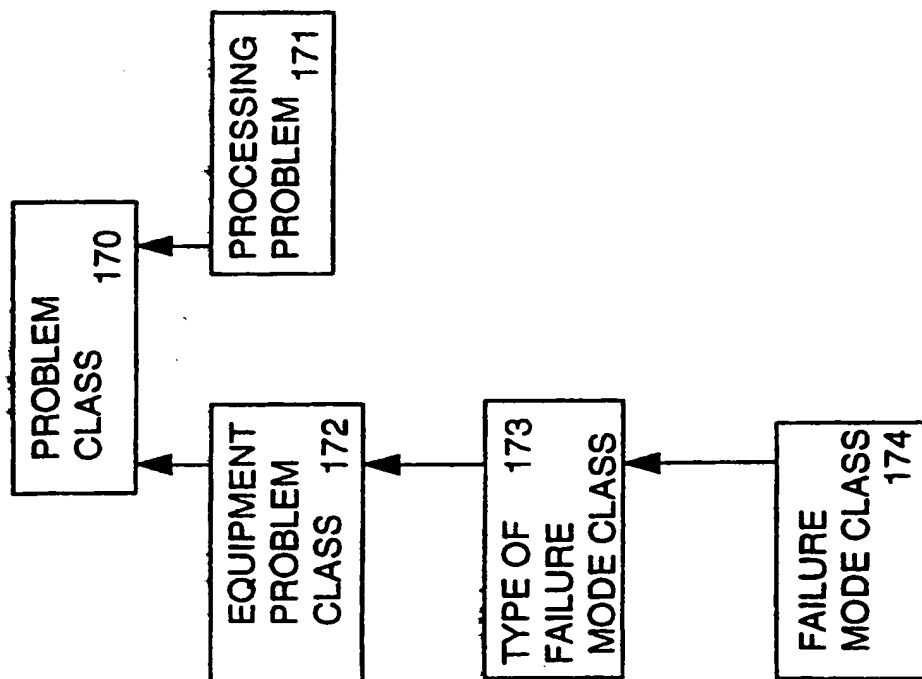 PROBLEM
CLASS 170
EQUIPMENT
PROBLEM
CLASS 172
PROCESSING
PROBLEM 171
TYPE OF 173
FAILURE
MODE CLASS
FAILURE
MODE CLASS
174